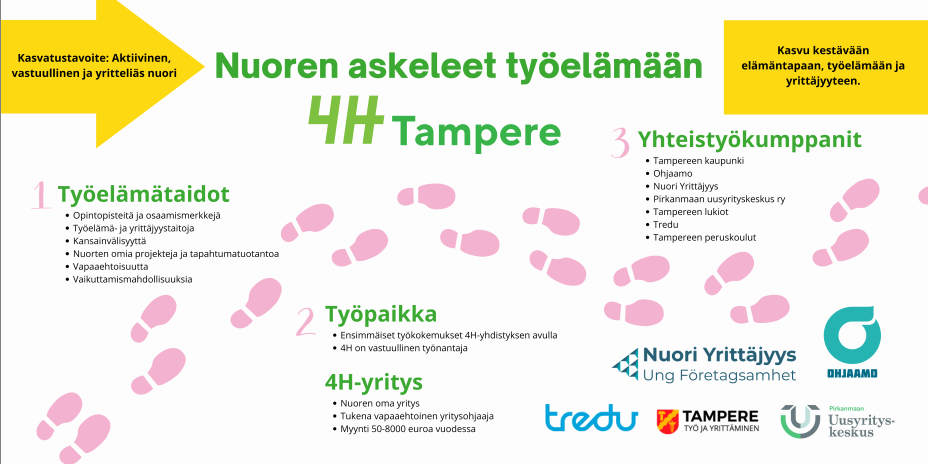 Kasvatustavoite: Aktiivinen,
vastuullinen ja yritteliäs nuori
Nuoren askeleet työelämään
4H Tampere
Kasvu kestävään
elämäntapaan, työelämään ja
yrittäjyyteen.
1 Työelämätaidot
• Opintopisteitä ja osaamismerkkejä
• Työelämä- ja yrittäjystaitoja
• Kansainvälisyyttä
• Nuorten omia projekteja ja tapahtumatuotantoa
• Vapaaehtoisuutta
• Vaikuttamismahdollisuuksia
2 Työpaikka
• Ensimmäiset työkokemukset 4H-yhdistyksen avulla
• 4H on vastuullinen työnantaja
4H-yritys
• Nuoren oma yritys
• Tukena vapaaehtoinen yritysohjaaja
• Myynti 50-8000 euroa vuodessa
3 Yhteistyökumppanit
• Tampereen kaupunki
• Ohjaamo
• Nuori Yrittäjyys
• Pirkanmaan uusyrityskeskus ry
• Tampereen lukiot
• Tredu
• Tampereen peruskoulut
Nuori Yrittäjyys
Ung Företagsamhet
OHJAAMO
tredu
TAMPERE
TYÖ JA YRITTÄMINEN
Pirkanmaan
Uusyritys-
keskus